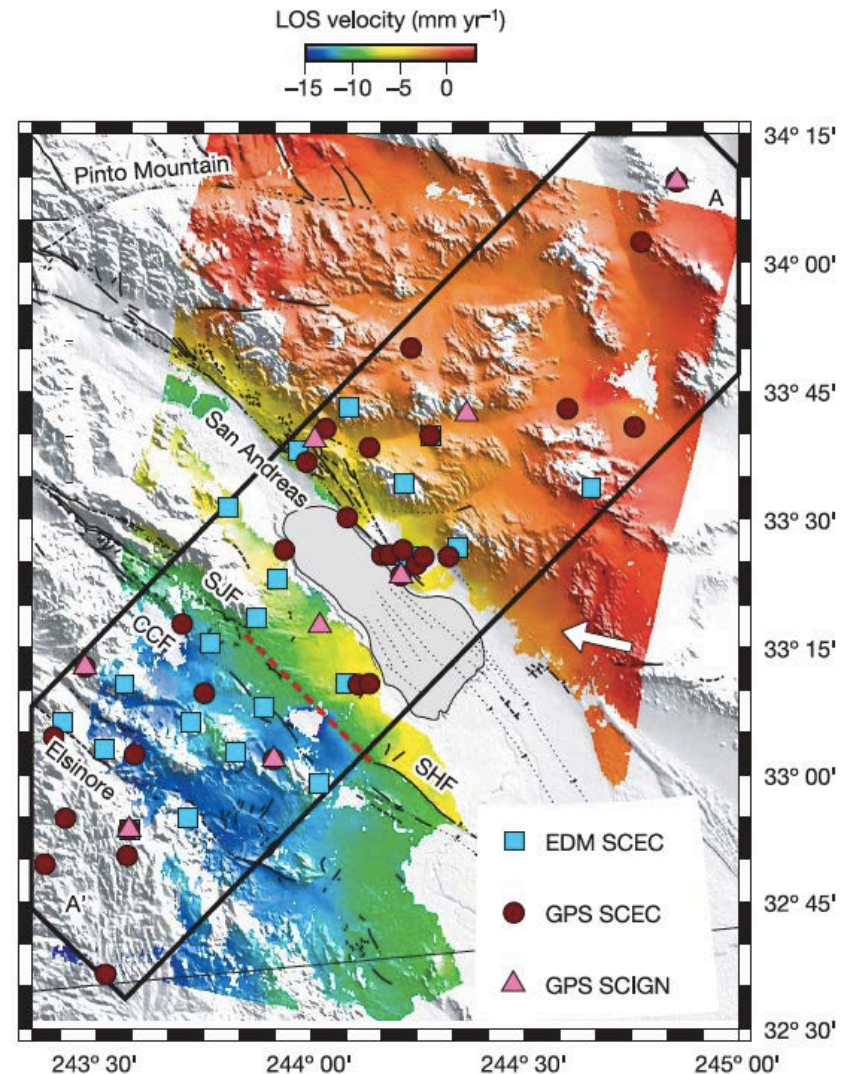 LOS velocity (mm yr⁻¹)
–15 –10 –5 0
34° 15'
Pinto Mountain
A
34° 00'
33° 45'
San Andreas
33° 30'
SJF
CCF
33° 15'
Elsinore
33° 00'
SHF
EDM SCEC
A'
32° 45'
GPS SCEC
GPS SCIGN
32° 30'
243° 30' 244° 00' 244° 30' 245° 00'